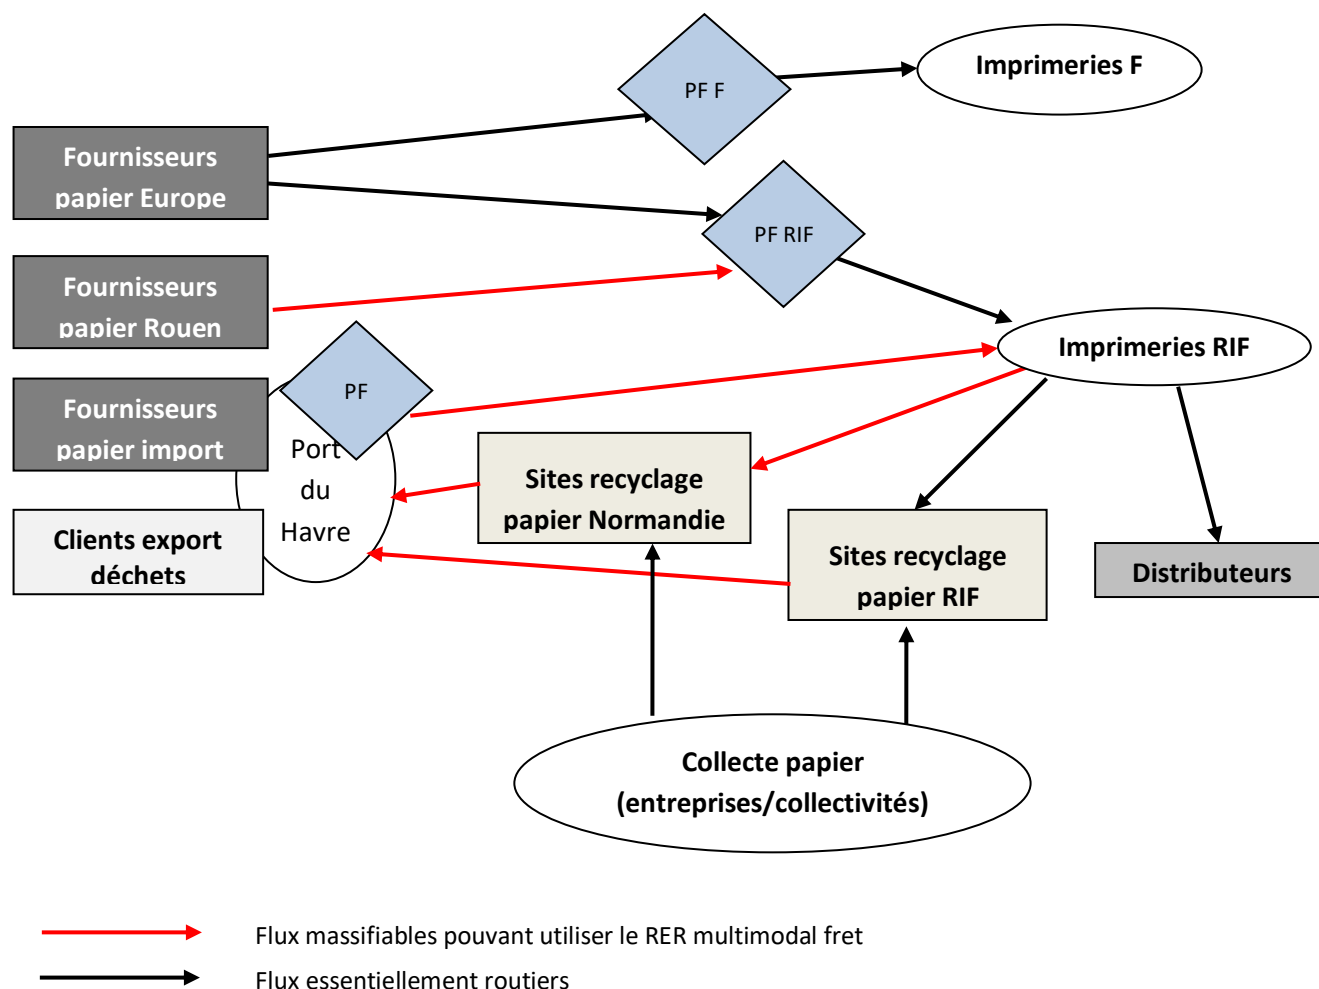 PF F
Imprimeries F
Fournisseurs
papier Europe
PF RIF
Fournisseurs
papier Rouen
Imprimeries RIF
PF
Fournisseurs
papier import
Port
du
Havre
Sites recyclage
papier Normandie
Clients export
déchets
Sites recyclage
papier RIF
Distributeurs
Collecte papier
(entreprises/collectivités)
Flux massifiables pouvant utiliser le RER multimodal fret
Flux essentiellement routiers